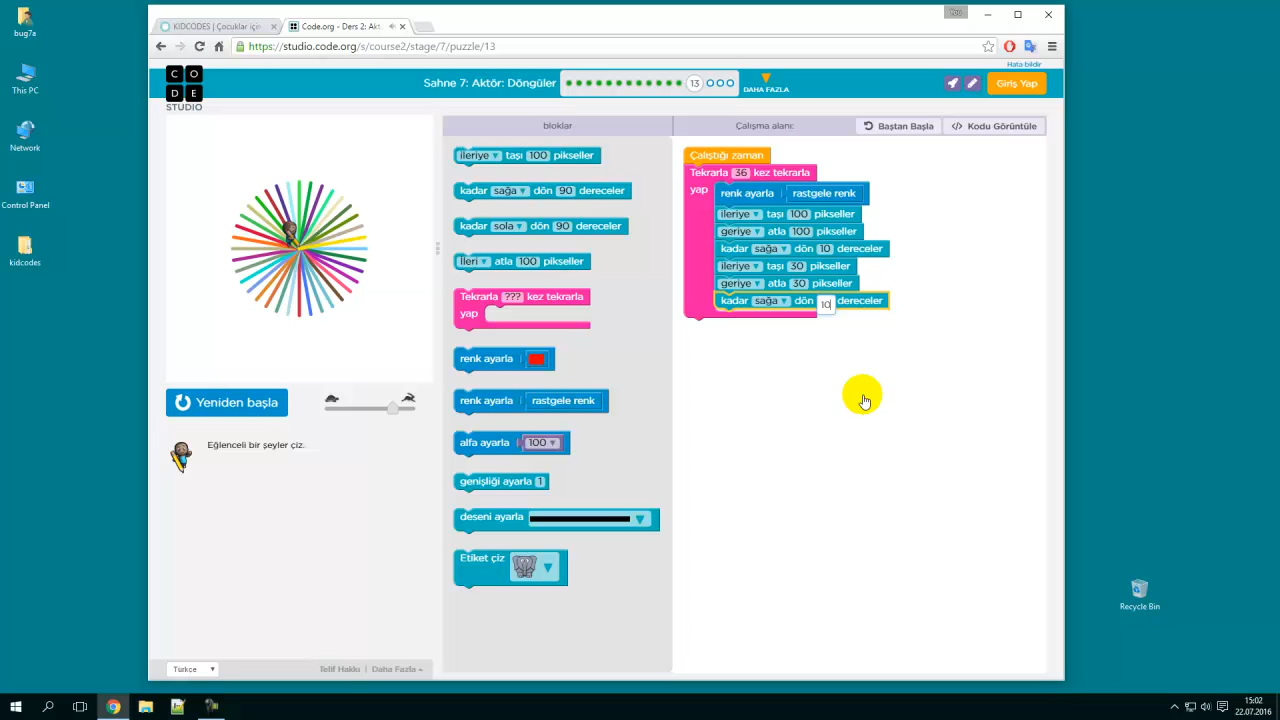 bug7a
This PC
Network
Control Panel
kidcodes
Recycle Bin
KIDCODES | Çocuklar için
Code.org - Ders 2: Akt
https://studio.code.org/s/course2/stage/7/puzzle/13
Hata bildir
C O
D E
STUDIO
Sahne 7: Aktör: Döngüler
13
DAHA FAZLA
Giriş Yap
bloklar
Çalışma alanı:
Baştan Başla
Kodu Görüntüle
ileriye taşı 100 pikseller
kadar sağa dön 90 dereceler
kadar sola dön 90 dereceler
İleri atla 100 pikseller
Tekrarla ??? kez tekrarla
yap
renk ayarla
renk ayarla rastgele renk
alfa ayarla 100
genişliği ayarla 1
deseni ayarla
Etiket çiz
Çalıştığı zaman
Tekrarla 36 kez tekrarla
yap
renk ayarla rastgele renk
ileriye taşı 100 pikseller
geriye atla 100 pikseller
kadar sağa dön 10 dereceler
ileriye taşı 30 pikseller
geriye atla 30 pikseller
kadar sağa dön 10 dereceler
Yeniden başla
Eğlenceli bir şeyler çiz.
Türkçe
Telif Hakkı | Daha Fazla
15:02
22.07.2016